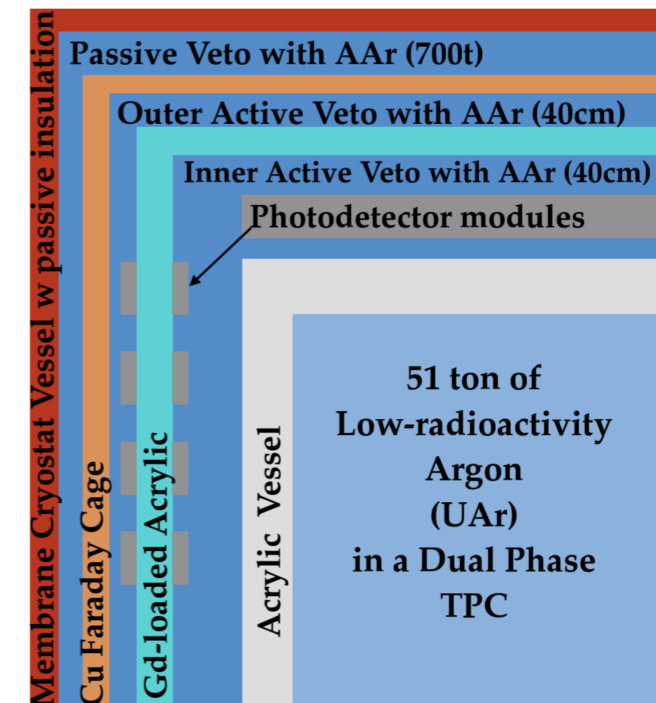 Membrane Cryostat Vessel w passive insulation
Passive Veto with AAr (700t)
Cu Faraday Cage
Outer Active Veto with AAr (40cm)
Gd-loaded Acrylic
Inner Active Veto with AAr (40cm)
Photodetector modules
Acrylic Vessel
51 ton of
Low-radioactivity
Argon
(UAr)
in a Dual Phase
TPC